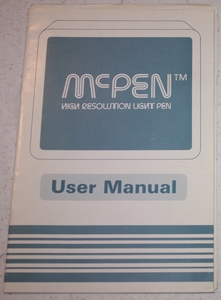 McPEN™
HIGH RESOLUTION LIGHT PEN
User Manual